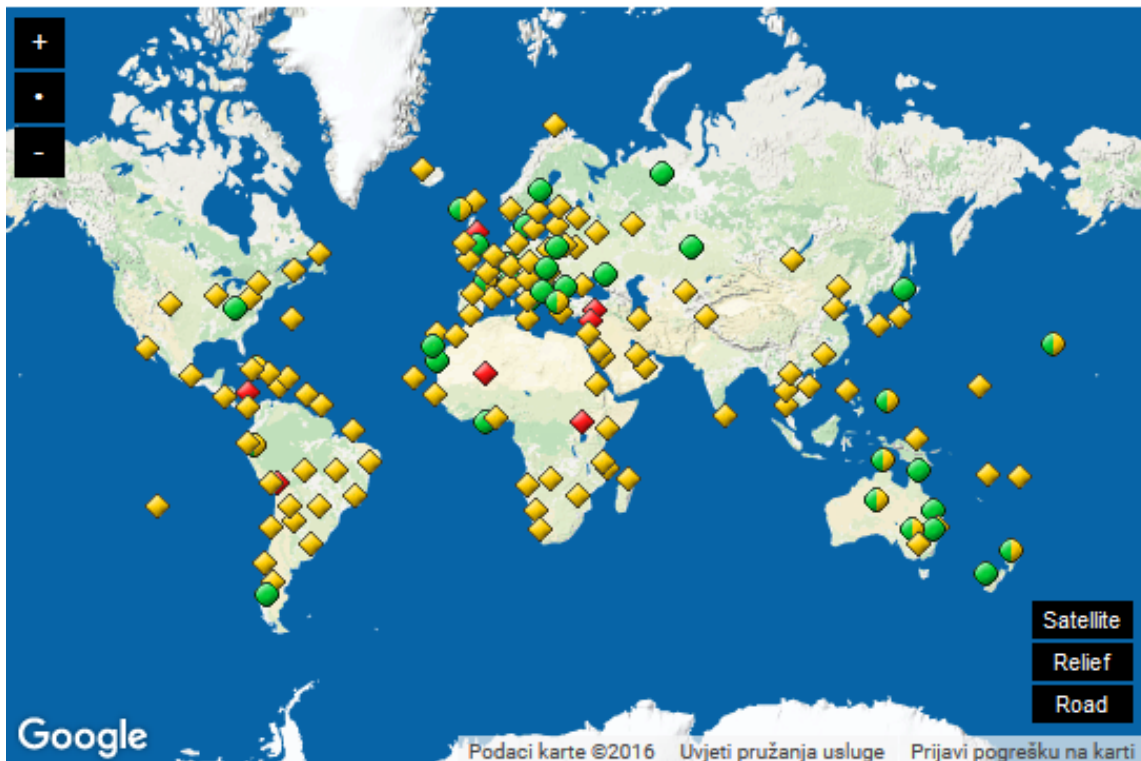 +
•
-
Satellite
Relief
Road
Google
Podaci karte ©2016 Uvjeti pružanja usluge Prijavi pogrešku na karti